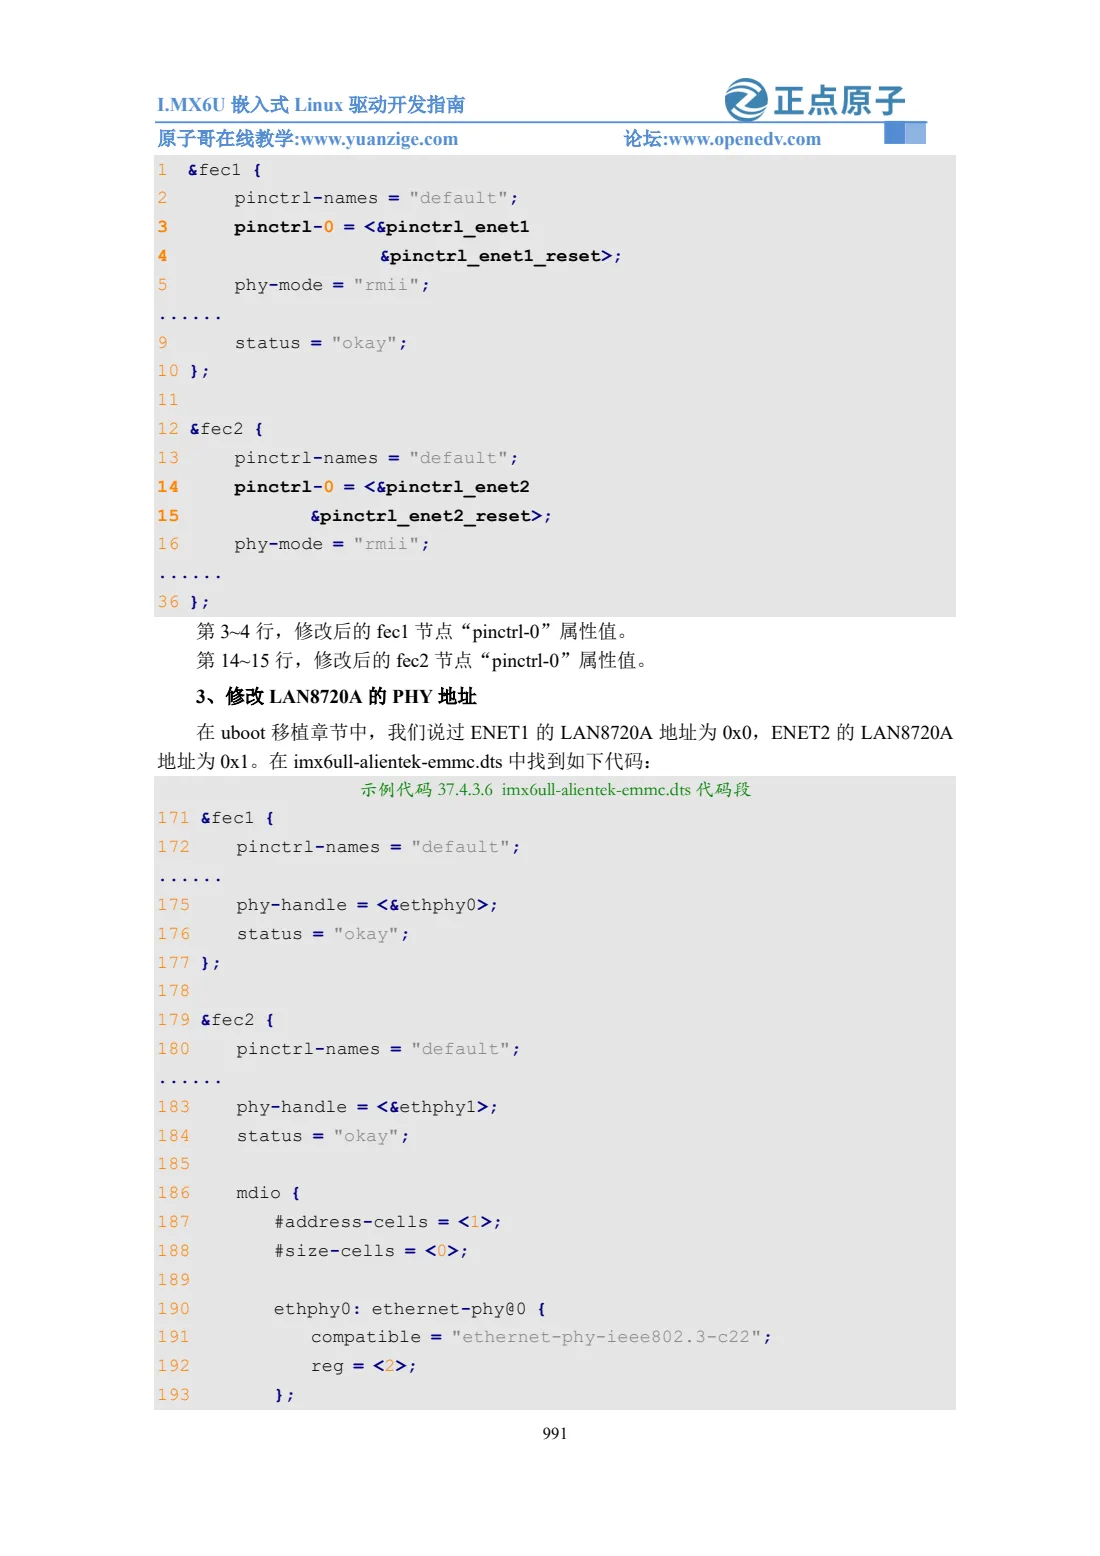 I.MX6U 嵌入式 Linux 驱动开发指南
正点原子
原子哥在线教学:www.yuanzige.com 论坛:www.openedv.com
1 &fec1 {
2 pinctrl-names = "default";
3 pinctrl-0 = <&pinctrl_enet1
4 &pinctrl_enet1_reset>;
5 phy-mode = "rmii";
......
9 status = "okay";
10 };
11
12 &fec2 {
13 pinctrl-names = "default";
14 pinctrl-0 = <&pinctrl_enet2
15 &pinctrl_enet2_reset>;
16 phy-mode = "rmii";
......
36 };
第 3~4 行，修改后的 fec1 节点“pinctrl-0”属性值。
第 14~15 行，修改后的 fec2 节点“pinctrl-0”属性值。
3、修改 LAN8720A 的 PHY 地址
在 uboot 移植章节中，我们说过 ENET1 的 LAN8720A 地址为 0x0，ENET2 的 LAN8720A
地址为 0x1。在 imx6ull-alientek-emmc.dts 中找到如下代码：
示例代码 37.4.3.6 imx6ull-alientek-emmc.dts 代码段
171 &fec1 {
172 pinctrl-names = "default";
......
175 phy-handle = <&ethphy0>;
176 status = "okay";
177 };
178
179 &fec2 {
180 pinctrl-names = "default";
......
183 phy-handle = <&ethphy1>;
184 status = "okay";
185
186 mdio {
187 #address-cells = <1>;
188 #size-cells = <0>;
189
190 ethphy0: ethernet-phy@0 {
191 compatible = "ethernet-phy-ieee802.3-c22";
192 reg = <2>;
193 };
991